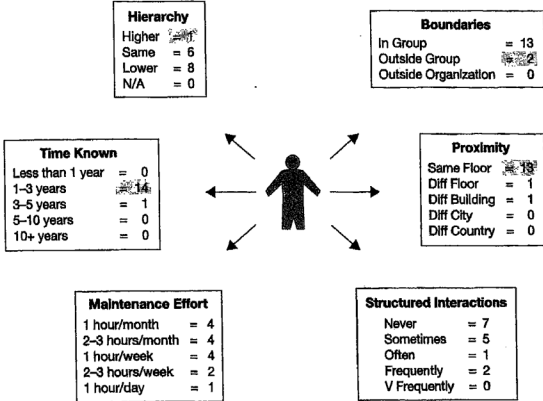 Hierarchy
Higher = 1
Same = 6
Lower = 8
N/A = 0
Boundaries
In Group = 13
Outside Group = 2
Outside Organization = 0
Time Known
Less than 1 year = 0
1–3 years = 14
3–5 years = 1
5–10 years = 0
10+ years = 0
Proximity
Same Floor = 13
Diff Floor = 1
Diff Building = 1
Diff City = 0
Diff Country = 0
Maintenance Effort
1 hour/month = 4
2–3 hours/month = 4
1 hour/week = 4
2–3 hours/week = 2
1 hour/day = 1
Structured Interactions
Never = 7
Sometimes = 5
Often = 1
Frequently = 2
V Frequently = 0